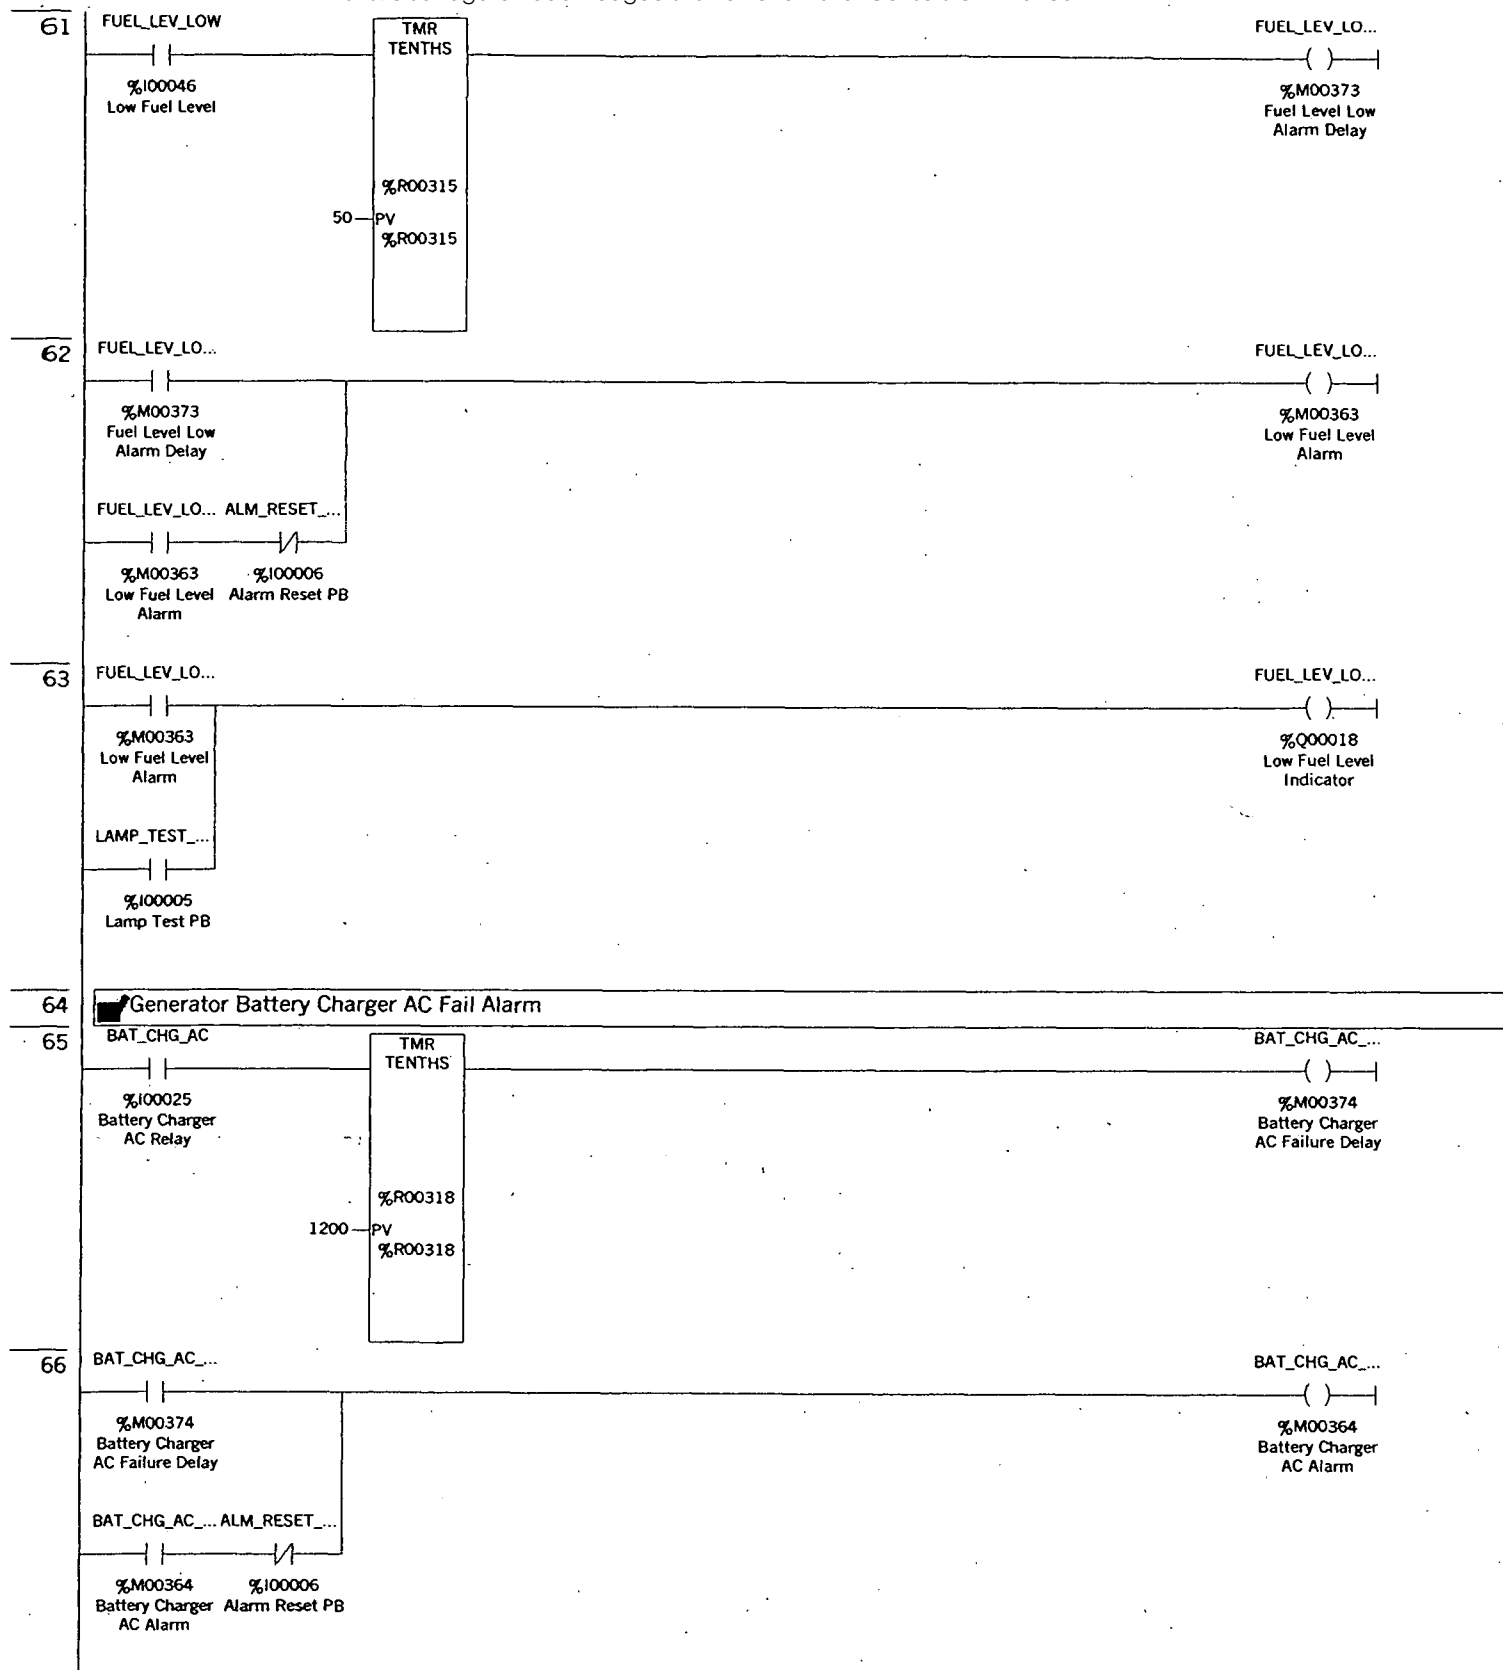 61
FUEL_LEV_LOW
TMR
TENTHS
FUEL_LEV_LO...
%I00046
Low Fuel Level
%M00373
Fuel Level Low
Alarm Delay
%R00315
50 PV
%R00315
62
FUEL_LEV_LO...
FUEL_LEV_LO...
%M00373
Fuel Level Low
Alarm Delay
%M00363
Low Fuel Level
Alarm
FUEL_LEV_LO... ALM_RESET_...
%M00363 %I00006
Low Fuel Level Alarm Reset PB
Alarm
63
FUEL_LEV_LO...
FUEL_LEV_LO...
%M00363
Low Fuel Level
Alarm
%Q00018
Low Fuel Level
Indicator
LAMP_TEST_...
%I00005
Lamp Test PB
64
Generator Battery Charger AC Fail Alarm
65
BAT_CHG_AC
TMR
TENTHS
BAT_CHG_AC_...
%I00025
Battery Charger
AC Relay
%M00374
Battery Charger
AC Failure Delay
%R00318
1200 PV
%R00318
66
BAT_CHG_AC_...
BAT_CHG_AC_...
%M00374
Battery Charger
AC Failure Delay
%M00364
Battery Charger
AC Alarm
BAT_CHG_AC_... ALM_RESET_...
%M00364 %I00006
Battery Charger Alarm Reset PB
AC Alarm